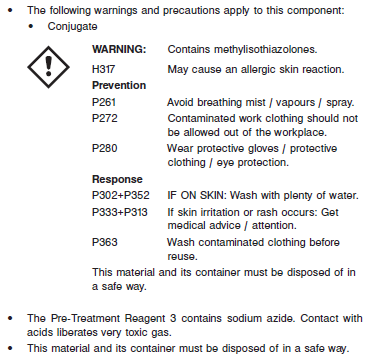 • The following warnings and precautions apply to this component:
• Conjugate
WARNING: Contains methylisothiazolones.
H317 May cause an allergic skin reaction.
Prevention
P261 Avoid breathing mist / vapours / spray.
P272 Contaminated work clothing should not
be allowed out of the workplace.
P280 Wear protective gloves / protective
clothing / eye protection.
Response
P302+P352 IF ON SKIN: Wash with plenty of water.
P333+P313 If skin irritation or rash occurs: Get
medical advice / attention.
P363 Wash contaminated clothing before
reuse.
This material and its container must be disposed of in
a safe way.
• The Pre-Treatment Reagent 3 contains sodium azide. Contact with
acids liberates very toxic gas.
• This material and its container must be disposed of in a safe way.